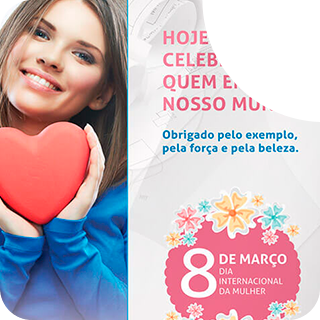 HOJE
CELEB
QUEM E
NOSSO MU
Obrigado pelo exemplo,
pela força e pela beleza.
8 DE MARÇO
DIA
INTERNACIONAL
DA MULHER